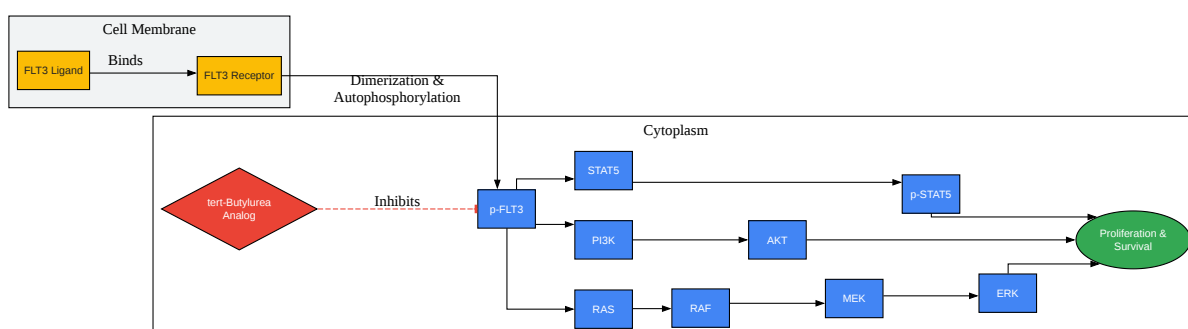 Cell Membrane
FLT3 Ligand
Binds
FLT3 Receptor
Dimerization &
Autophosphorylation
Cytoplasm
tert-Butylurea
Analog
Inhibits
p-FLT3
STAT5
p-STAT5
PI3K
AKT
Proliferation &
Survival
RAS
RAF
MEK
ERK